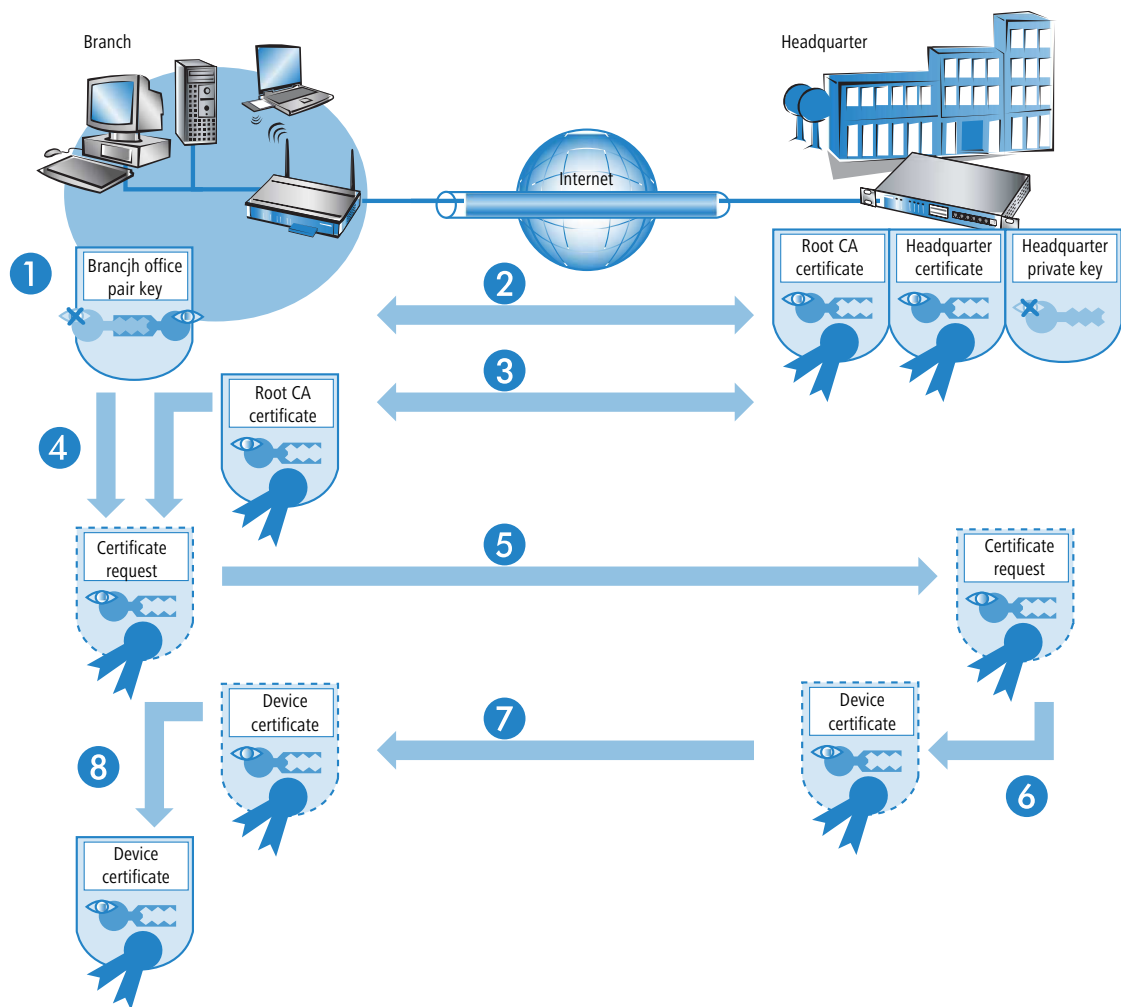 Branch
Headquarter
Internet
1
Brancjh office
pair key
2
Root CA
certificate
Headquarter
certificate
Headquarter
private key
3
Root CA
certificate
4
Certificate
request
5
Certificate
request
Device
certificate
7
Device
certificate
8
6
Device
certificate